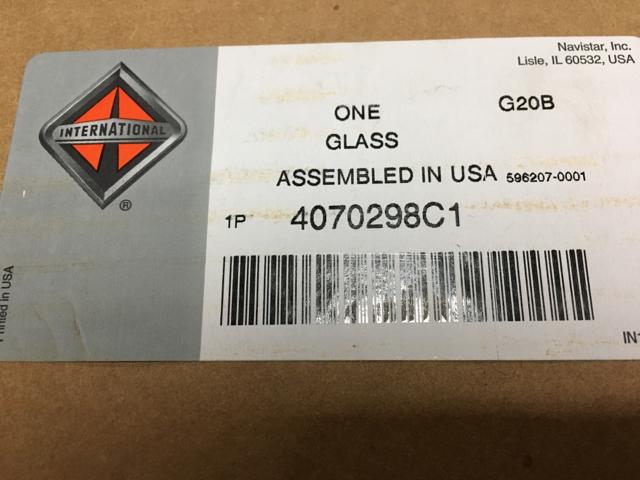 Navistar, Inc.
Lisle, IL 60532, USA
INTERNATIONAL
®
ONE
G20B
GLASS
ASSEMBLED IN USA 596207-0001
1P 4070298C1
Printed in USA